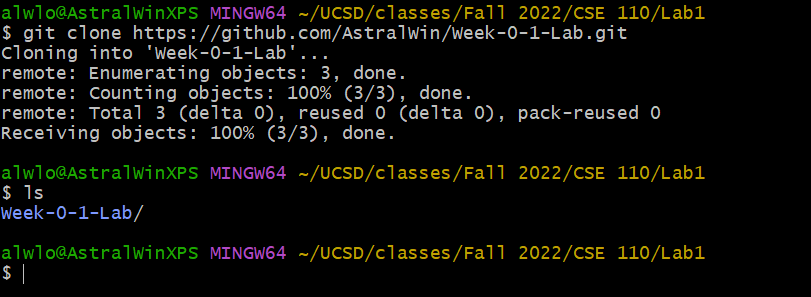 alwlo@AstralWinXPS MINGW64 ~/UCSD/classes/Fall 2022/CSE 110/Lab1
$ git clone https://github.com/AstralWin/Week-0-1-Lab.git
Cloning into 'Week-0-1-Lab'...
remote: Enumerating objects: 3, done.
remote: Counting objects: 100% (3/3), done.
remote: Total 3 (delta 0), reused 0 (delta 0), pack-reused 0
Receiving objects: 100% (3/3), done.
alwlo@AstralWinXPS MINGW64 ~/UCSD/classes/Fall 2022/CSE 110/Lab1
$ ls
Week-0-1-Lab/
alwlo@AstralWinXPS MINGW64 ~/UCSD/classes/Fall 2022/CSE 110/Lab1
$